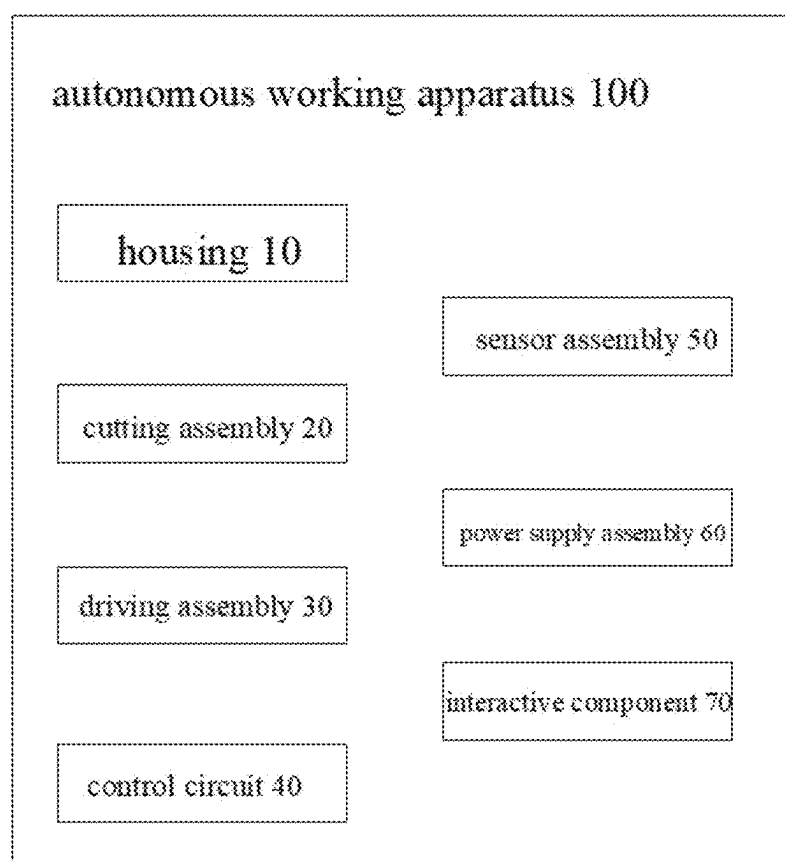 autonomous working apparatus 100
housing 10
cutting assembly 20
driving assembly 30
control circuit 40
sensor assembly 50
power supply assembly 60
interactive component 70